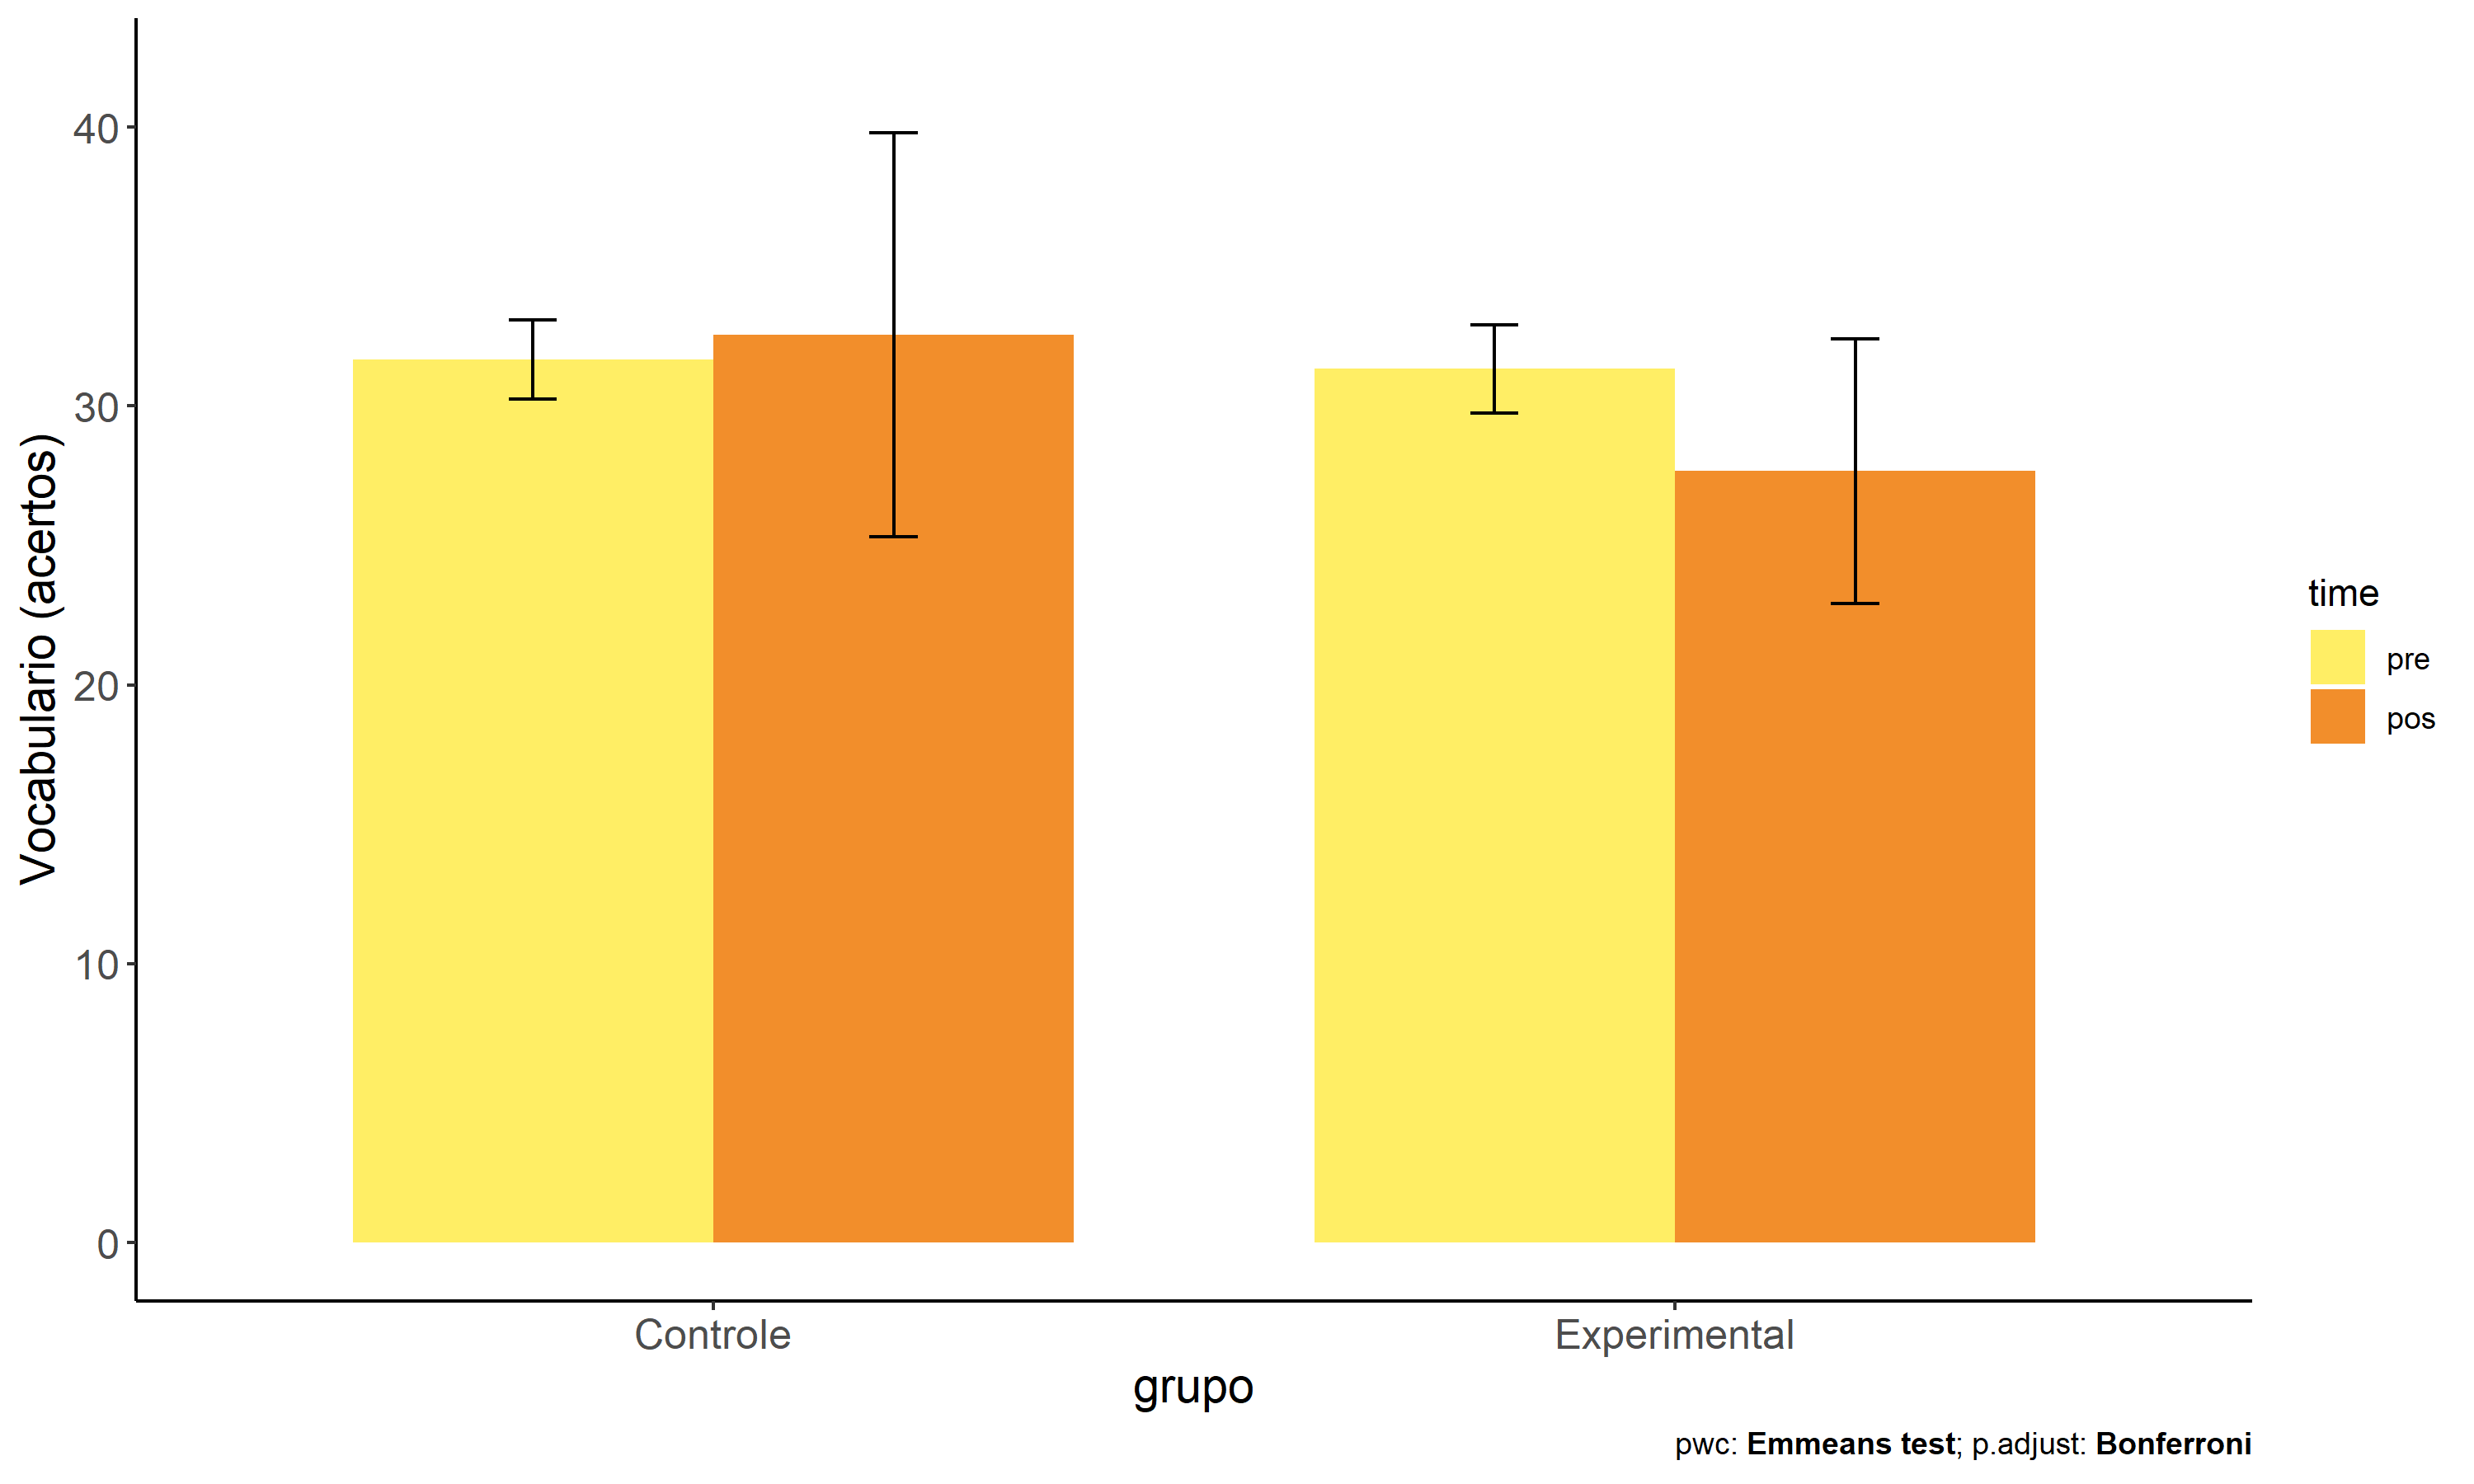 Vocabulario (acertos)
40
30
20
10
0
Controle
Experimental
grupo
time
pre
pos
pwc: Emmeans test; p.adjust: Bonferroni